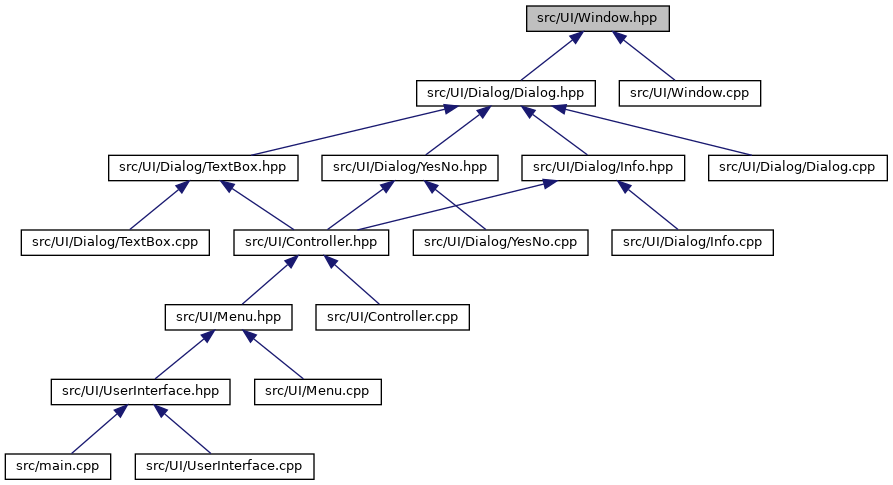 src/UI/Window.hpp
src/UI/Dialog/Dialog.hpp
src/UI/Window.cpp
src/UI/Dialog/TextBox.hpp
src/UI/Dialog/YesNo.hpp
src/UI/Dialog/Info.hpp
src/UI/Dialog/Dialog.cpp
src/UI/Dialog/TextBox.cpp
src/UI/Controller.hpp
src/UI/Dialog/YesNo.cpp
src/UI/Dialog/Info.cpp
src/UI/Menu.hpp
src/UI/Controller.cpp
src/UI/UserInterface.hpp
src/UI/Menu.cpp
src/main.cpp
src/UI/UserInterface.cpp